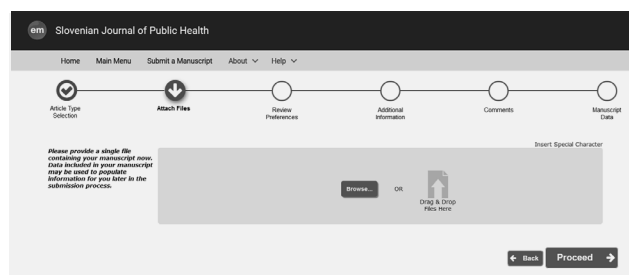 em Slovenian Journal of Public Health
Home Main Menu Submit a Manuscript About Help
Article Type
Selection
Attach Files
Review
Preferences
Additional
Information
Comments
Manuscript
Data
Insert Special Character
Please provide a single file
containing your manuscript now.
Data included in your manuscript
may be used to populate
information for you later in the
submission process.
Browse... OR
Drag & Drop
Files Here
Back Proceed